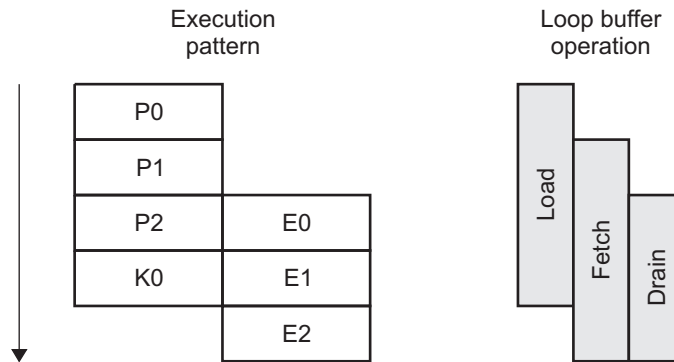 Execution
pattern
Loop buffer
operation
P0
P1
P2
E0
K0
E1
E2
Load
Fetch
Drain